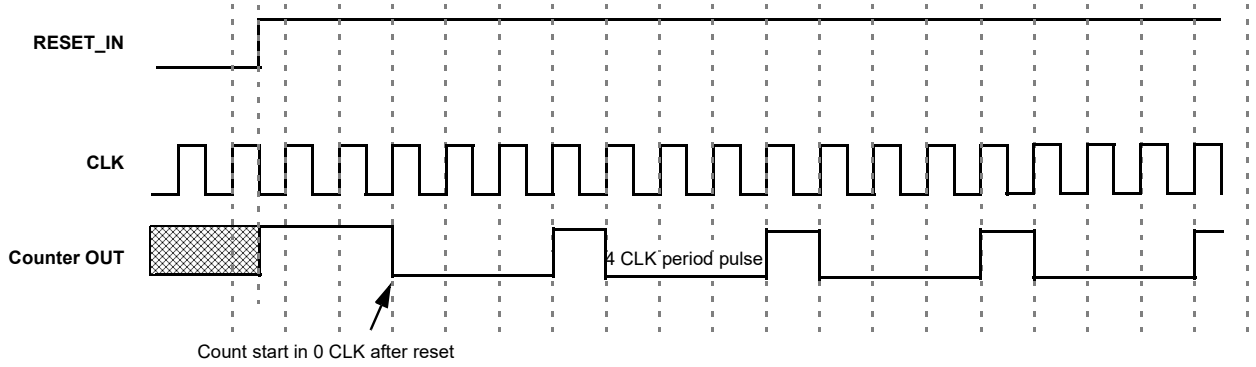 RESET_IN
CLK
Counter OUT
4 CLK period pulse
Count start in 0 CLK after reset